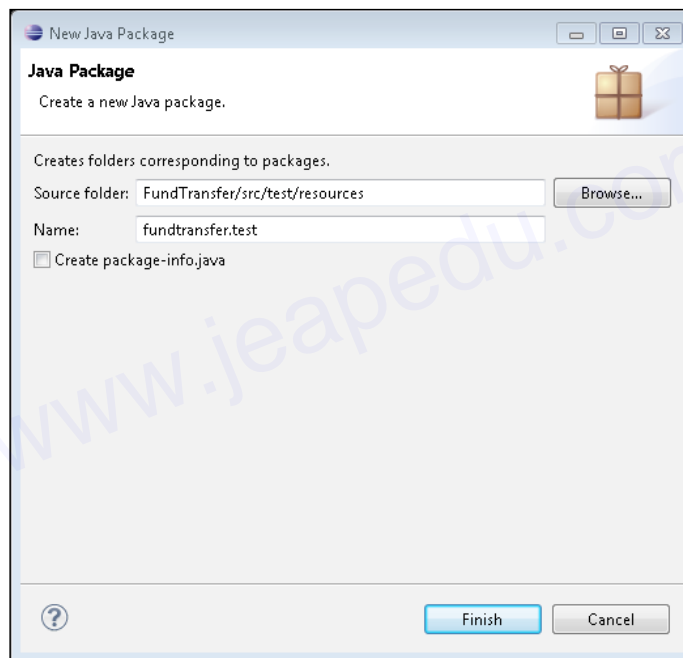 New Java Package
Java Package
Create a new Java package.
Creates folders corresponding to packages.
Source folder: FundTransfer/src/test/resources Browse...
Name: fundtransfer.test
Create package-info.java
www.jeapedu.com
? Finish Cancel